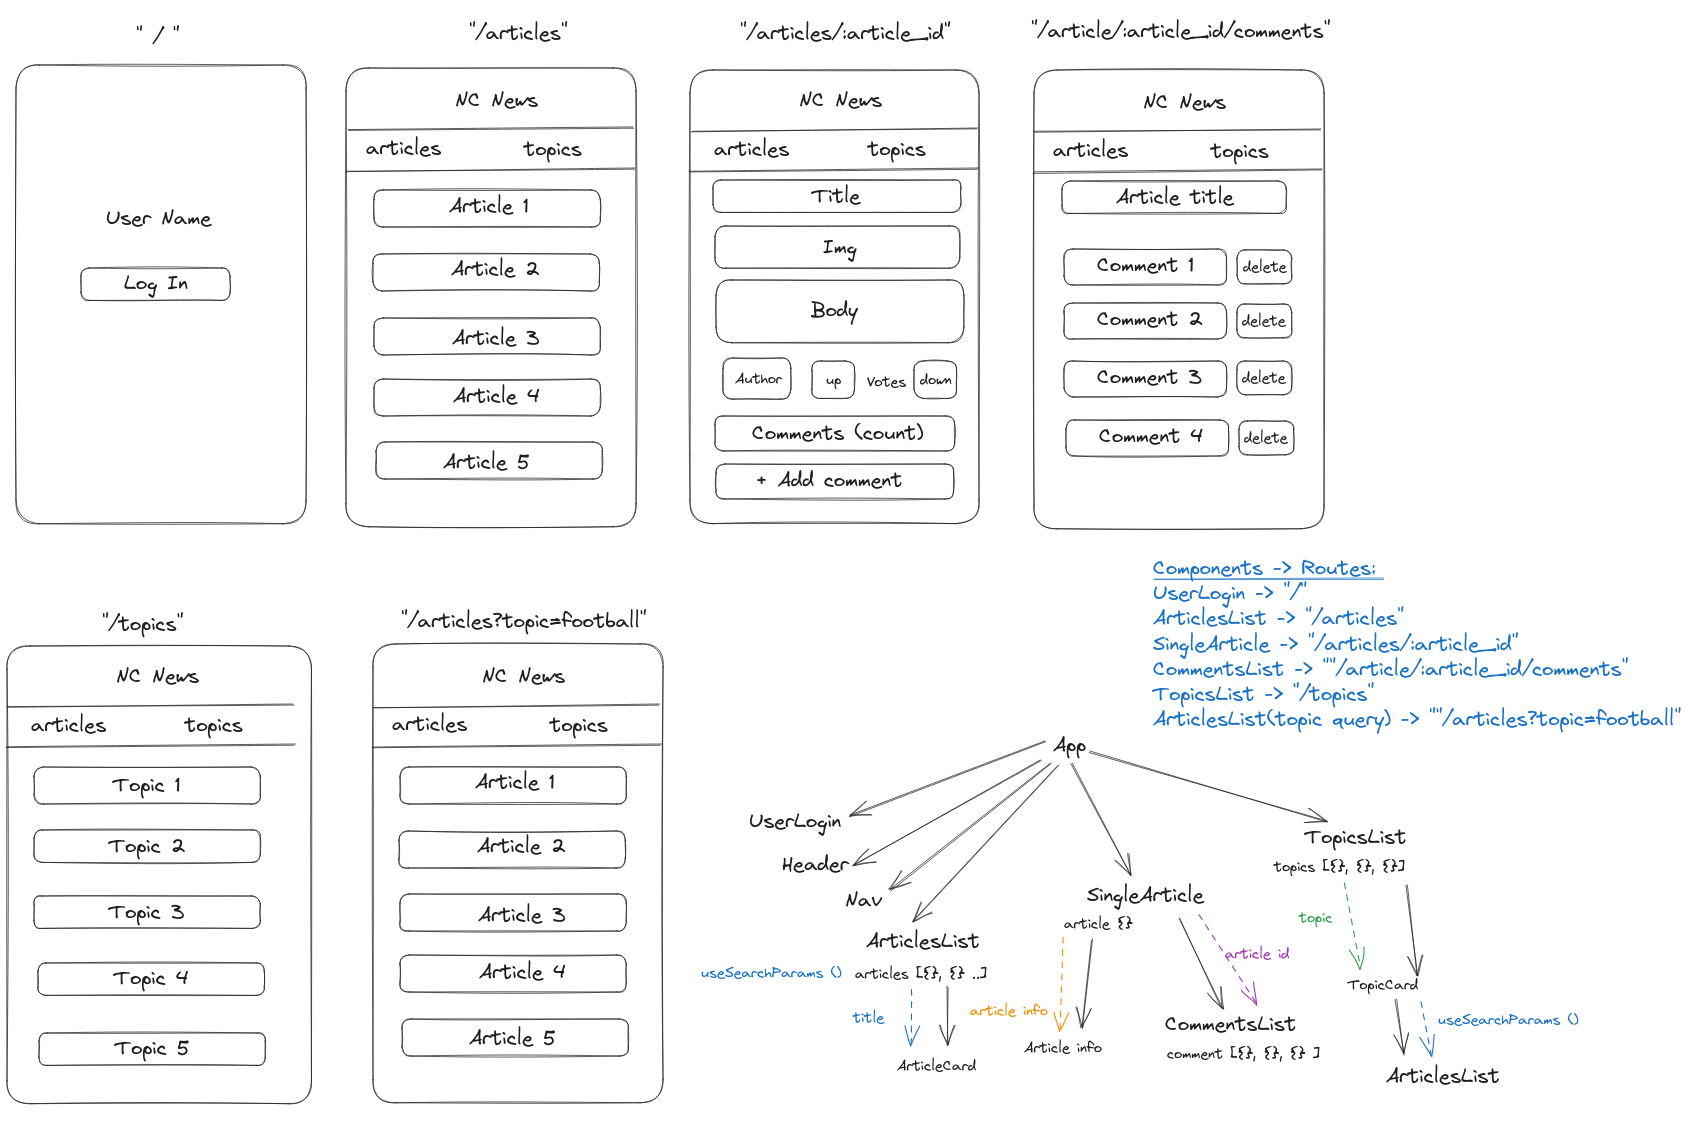 "/"
User Name
Log In
"/articles"
NC News
articles topics
Article 1
Article 2
Article 3
Article 4
Article 5
"/articles/:article_id"
NC News
articles topics
Title
Img
Body
Author up Votes down
Comments (count)
+ Add comment
"/article/:article_id/comments"
NC News
articles topics
Article title
Comment 1 delete
Comment 2 delete
Comment 3 delete
Comment 4 delete
"/topics"
NC News
articles topics
Topic 1
Topic 2
Topic 3
Topic 4
Topic 5
"/articles?topic=football"
NC News
articles topics
Article 1
Article 2
Article 3
Article 4
Article 5
Components -> Routes:
UserLogin -> "/"
ArticlesList -> "/articles"
SingleArticle -> "/articles/:article_id"
CommentsList -> ""/article/:article_id/comments"
TopicsList -> "/topics"
ArticlesList(topic query) -> ""/articles?topic=football"
App
UserLogin
Header
Nav
ArticlesList
useSearchParams () articles [{}, {} ..]
title
ArticleCard
SingleArticle
article {}
article info
Article info
article id
CommentsList
comment [{}, {}, {} ]
TopicsList
topics [{}, {}, {}]
topic
TopicCard
useSearchParams ()
ArticlesList